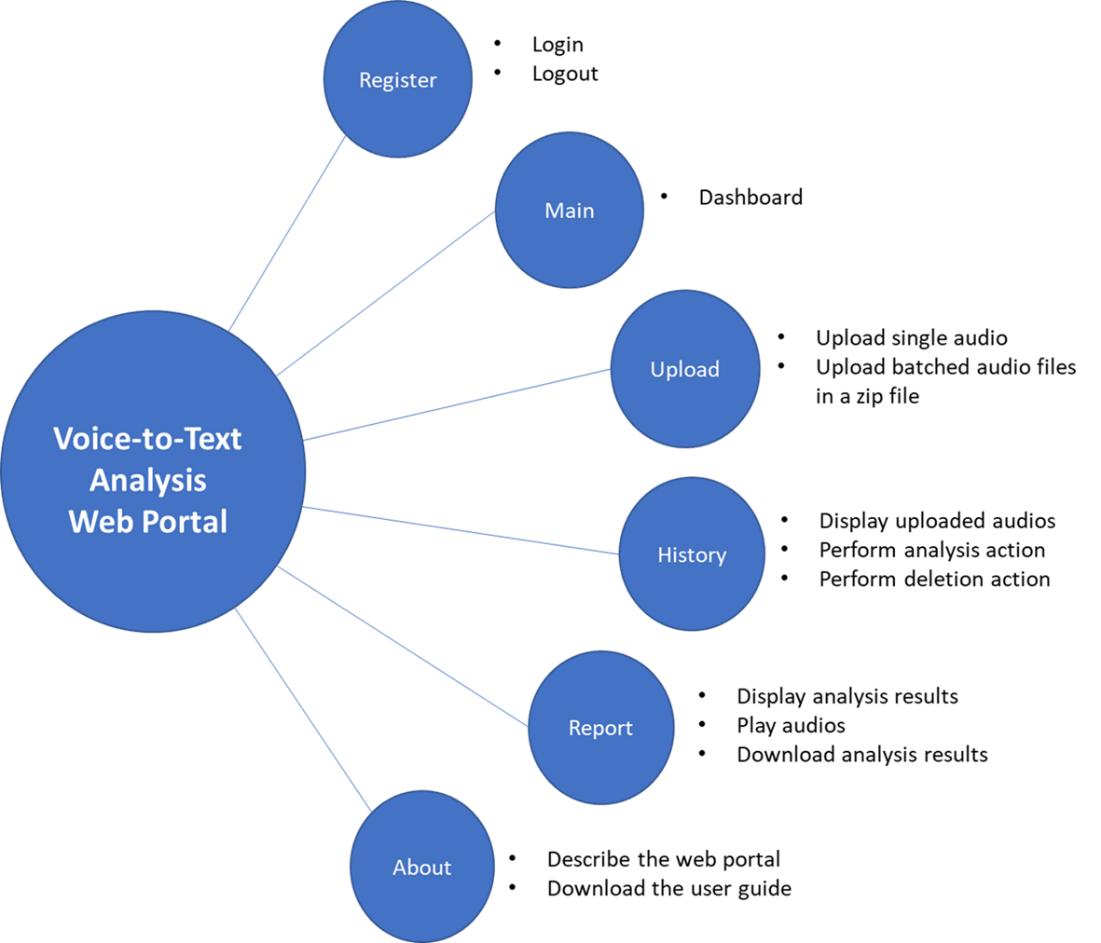 Register
• Login
• Logout
Main
• Dashboard
Upload
• Upload single audio
• Upload batched audio files
in a zip file
Voice-to-Text
Analysis
Web Portal
History
• Display uploaded audios
• Perform analysis action
• Perform deletion action
Report
• Display analysis results
• Play audios
• Download analysis results
About
• Describe the web portal
• Download the user guide